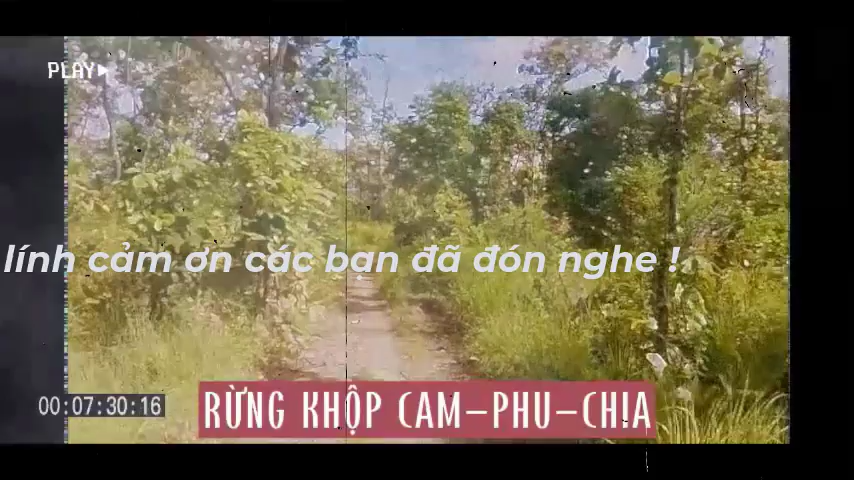 PLAY
lính cảm ơn các bạn đã đón nghe !
00:07:30:16
RỪNG KHỘP CAM-PHU-CHIA